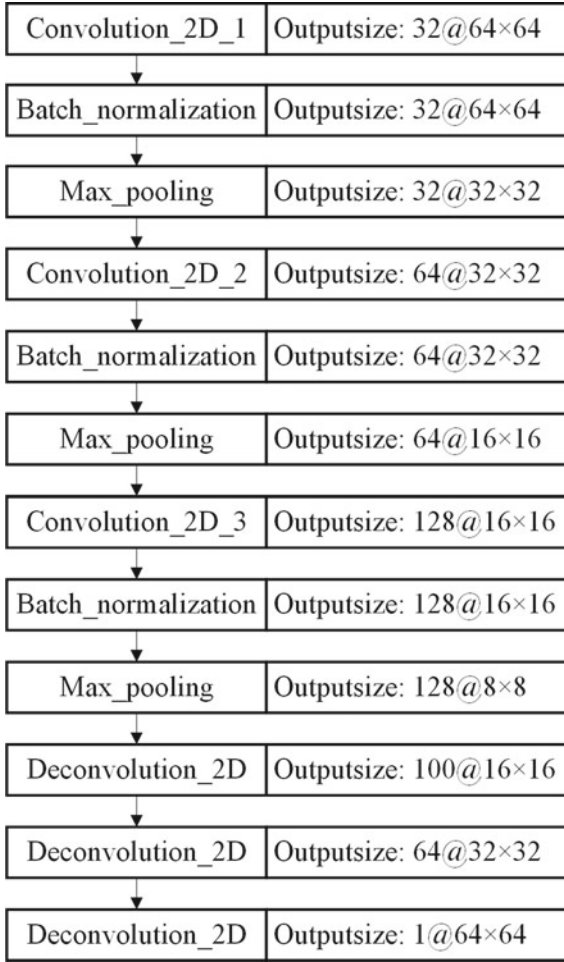 Convolution_2D_1 Outputsize: 32@64×64
Batch_normalization Outputsize: 32@64×64
Max_pooling Outputsize: 32@32×32
Convolution_2D_2 Outputsize: 64@32×32
Batch_normalization Outputsize: 64@32×32
Max_pooling Outputsize: 64@16×16
Convolution_2D_3 Outputsize: 128@16×16
Batch_normalization Outputsize: 128@16×16
Max_pooling Outputsize: 128@8×8
Deconvolution_2D Outputsize: 100@16×16
Deconvolution_2D Outputsize: 64@32×32
Deconvolution_2D Outputsize: 1@64×64